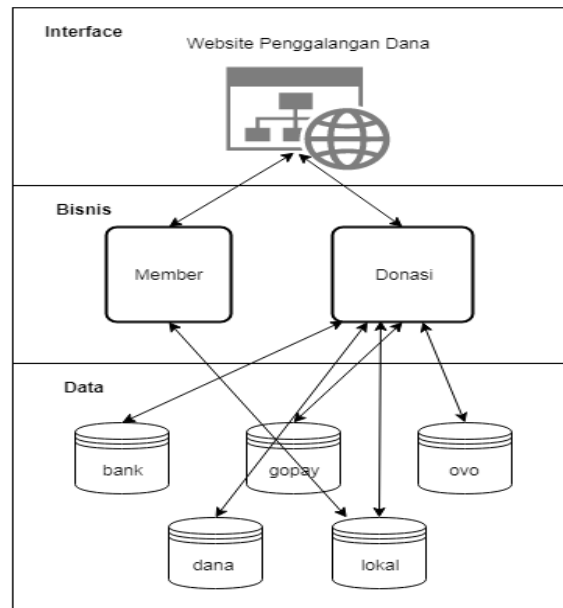 Interface
Website Penggalangan Dana
Bisnis
Member
Donasi
Data
bank
gopay
ovo
dana
lokal